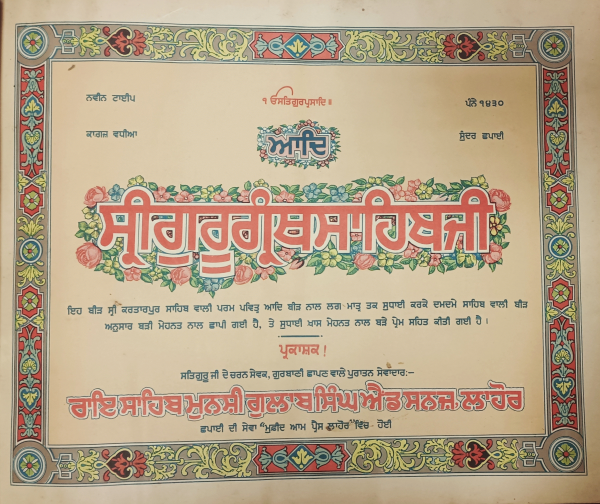 ੴ ਸਤਿਗੁਰਪ੍ਰਸਾਦਿ ॥
ਨਵੀਨ ਟਾਈਪ
ਪੰਨੇ ੧੪੩੦
ਕਾਗਜ਼ ਵਧੀਆ
ਸੁੰਦਰ ਛਪਾਈ
ਆਦਿ
ਸ੍ਰੀ ਗੁਰੂ ਗ੍ਰੰਥ ਸਾਹਿਬ ਜੀ
ਇਹ ਬੀੜ ਸ੍ਰੀ ਕਰਤਾਰਪੁਰ ਸਾਹਿਬ ਵਾਲੀ ਪਰਮ ਪਵਿਤ੍ਰ ਆਦਿ ਬੀੜ ਨਾਲ ਲਗ ਮਾਤ੍ਰ ਤਕ ਸੁਧਾਈ ਕਰਕੇ ਦਮਦਮੇ ਸਾਹਿਬ ਵਾਲੀ ਬੀੜ
ਅਨੁਸਾਰ ਬੜੀ ਮੇਹਨਤ ਨਾਲ ਛਾਪੀ ਗਈ ਹੈ, ਤੇ ਸੁਧਾਈ ਖ਼ਾਸ ਮੇਹਨਤ ਨਾਲ ਬੜੇ ਪ੍ਰੇਮ ਸਹਿਤ ਕੀਤੀ ਗਈ ਹੈ ।
ਪ੍ਰਕਾਸ਼ਕ !
ਸਤਿਗੁਰੂ ਜੀ ਦੇ ਚਰਨ ਸੇਵਕ, ਗੁਰਬਾਣੀ ਛਾਪਣ ਵਾਲੇ ਪੁਰਾਤਨ ਸੇਵਾਦਾਰ:–
ਰਾਇ ਸਾਹਿਬ ਮੁਨਸ਼ੀ ਗੁਲਾਬ ਸਿੰਘ ਐਂਡ ਸਨਜ਼ ਲਾਹੌਰ
ਛਪਾਈ ਦੀ ਸੇਵਾ "ਮੁਫ਼ੀਦ ਆਮ ਪ੍ਰੈਸ ਲਾਹੌਰ" ਵਿੱਚ ਹੋਈ